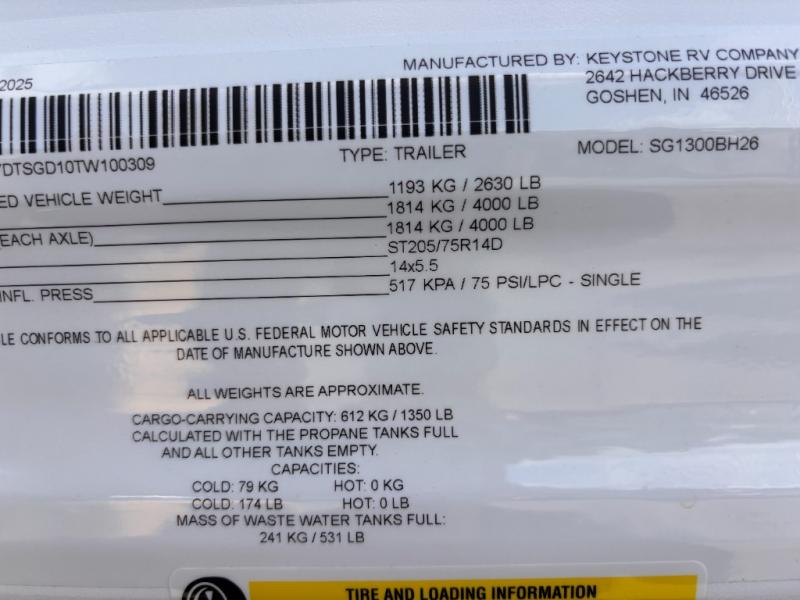 MANUFACTURED BY: KEYSTONE RV COMPANY
2642 HACKBERRY DRIVE
GOSHEN, IN 46526
2025
DTSGD10TW100309
TYPE: TRAILER
MODEL: SG1300BH26
ED VEHICLE WEIGHT 1193 KG / 2630 LB
1814 KG / 4000 LB
(EACH AXLE) 1814 KG / 4000 LB
ST205/75R14D
14x5.5
INFL. PRESS 517 KPA / 75 PSI/LPC - SINGLE
LE CONFORMS TO ALL APPLICABLE U.S. FEDERAL MOTOR VEHICLE SAFETY STANDARDS IN EFFECT ON THE
DATE OF MANUFACTURE SHOWN ABOVE.
ALL WEIGHTS ARE APPROXIMATE.
CARGO-CARRYING CAPACITY: 612 KG / 1350 LB
CALCULATED WITH THE PROPANE TANKS FULL
AND ALL OTHER TANKS EMPTY.
CAPACITIES:
COLD: 79 KG HOT: 0 KG
COLD: 174 LB HOT: 0 LB
MASS OF WASTE WATER TANKS FULL:
241 KG / 531 LB
TIRE AND LOADING INFORMATION